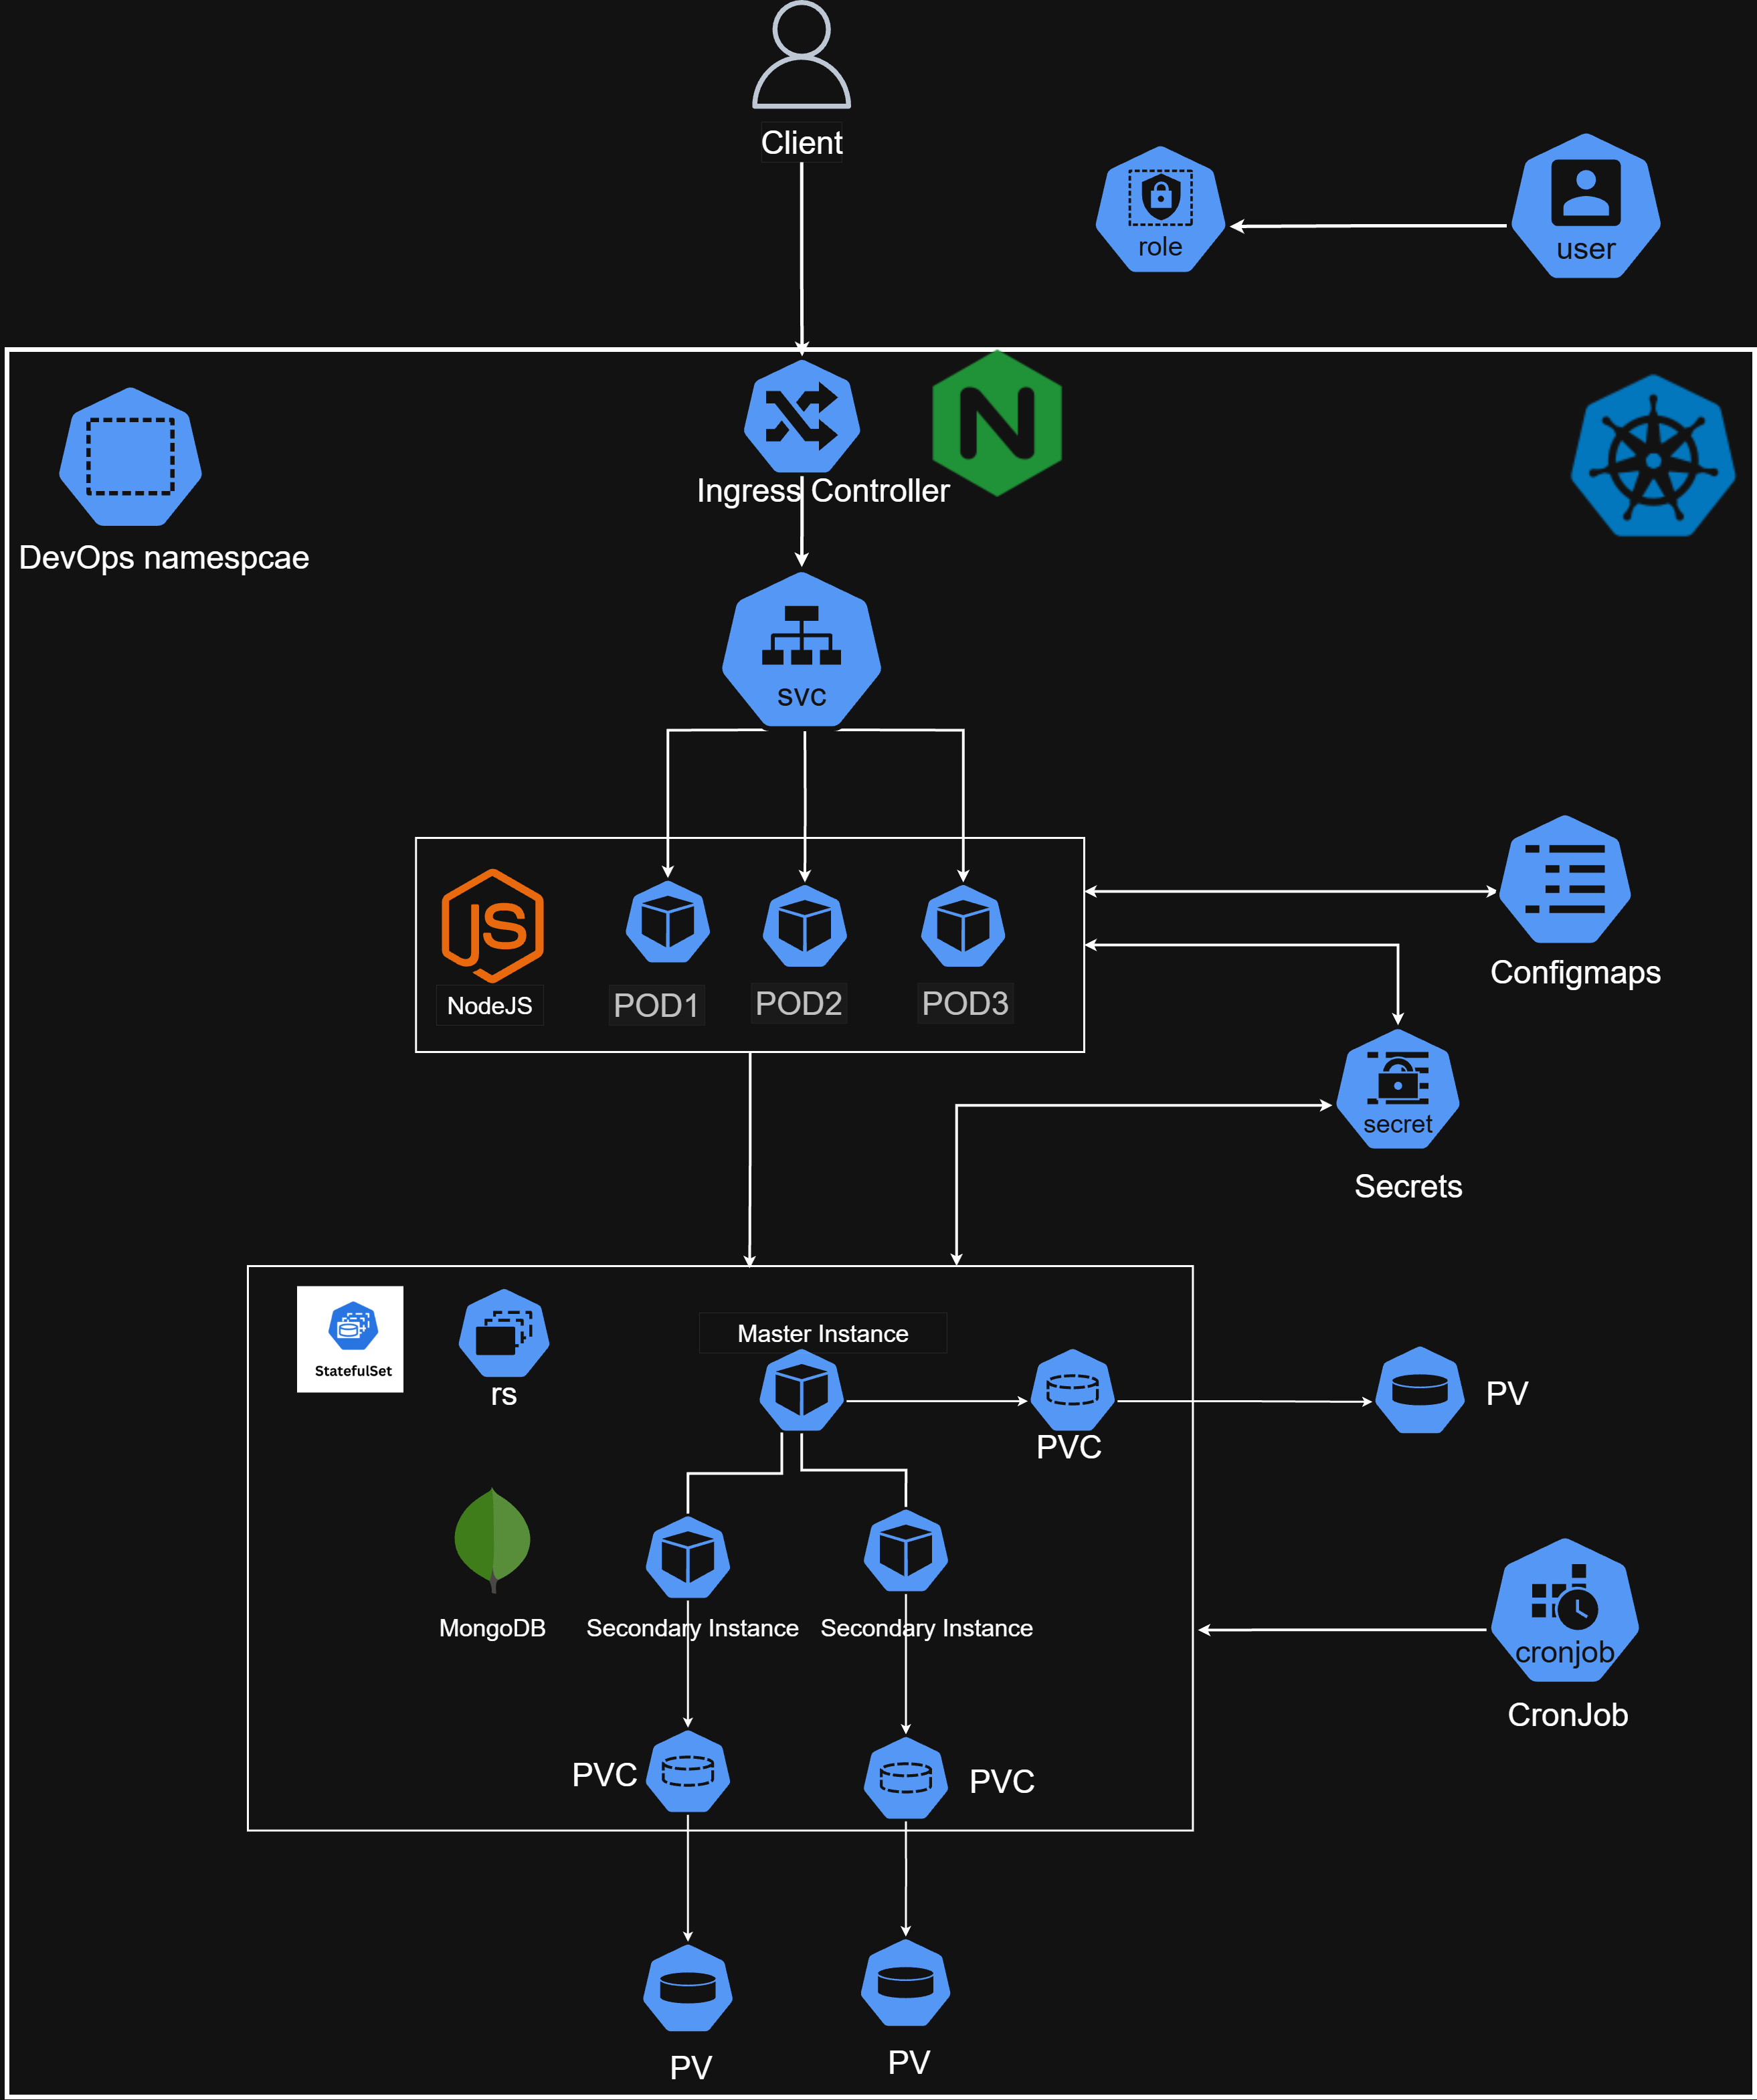 Client
role
user
Ingress Controller
DevOps namespcae
svc
JS
NodeJS
POD1
POD2
POD3
Configmaps
secret
Secrets
Master Instance
StatefulSet
rs
PVC
PV
MongoDB
Secondary Instance
Secondary Instance
cronjob
CronJob
PVC
PVC
PV
PV